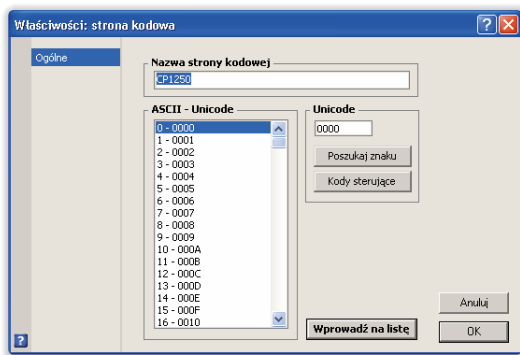 Właściwości: strona kodowa
Ogólne
Nazwa strony kodowej
CP1250
ASCII - Unicode
0 - 0000
1 - 0001
2 - 0002
3 - 0003
4 - 0004
5 - 0005
6 - 0006
7 - 0007
8 - 0008
9 - 0009
10 - 000A
11 - 000B
12 - 000C
13 - 000D
14 - 000E
15 - 000F
16 - 0010
Unicode
0000
Poszukaj znaku
Kody sterujące
Wprowadź na listę
Anuluj
OK